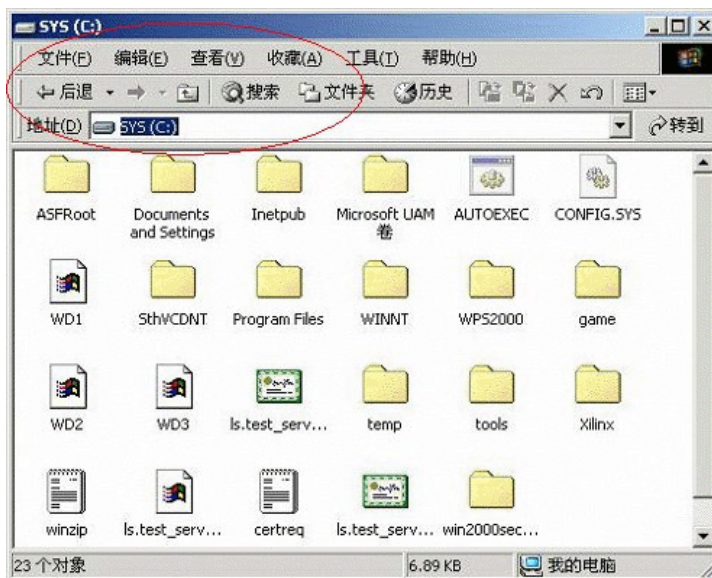 SYS (C:)
文件(F) 编辑(E) 查看(V) 收藏(A) 工具(T) 帮助(H)
后退 搜索 文件夹 历史
地址(D) SYS (C:) 转到
ASFRoot Documents and Settings Inetpub Microsoft UAM 卷 AUTOEXEC CONFIG.SYS
WD1 SthVCDNT Program Files WINNT WPS2000 game
WD2 WD3 ls.test_serv... temp tools Xilinx
winzip ls.test_serv... certreq ls.test_serv... win2000sec...
23 个对象 6.89 KB 我的电脑